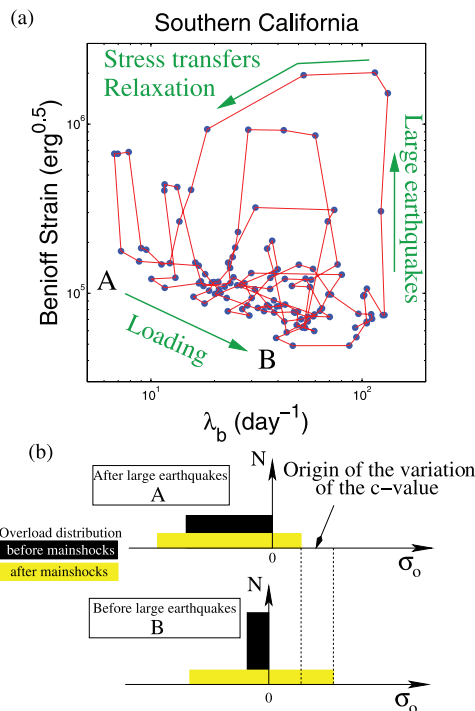 (a)
Southern California
Stress transfers
Relaxation
Large earthquakes
Benioff Strain (erg^0.5)
10^6
10^5
A
Loading
B
10^1
10^2
λ_b (day^−1)
(b)
N
Origin of the variation
of the c−value
After large earthquakes
A
Overload distribution
before mainshocks
after mainshocks
0
σ_o
N
Before large earthquakes
B
0
σ_o